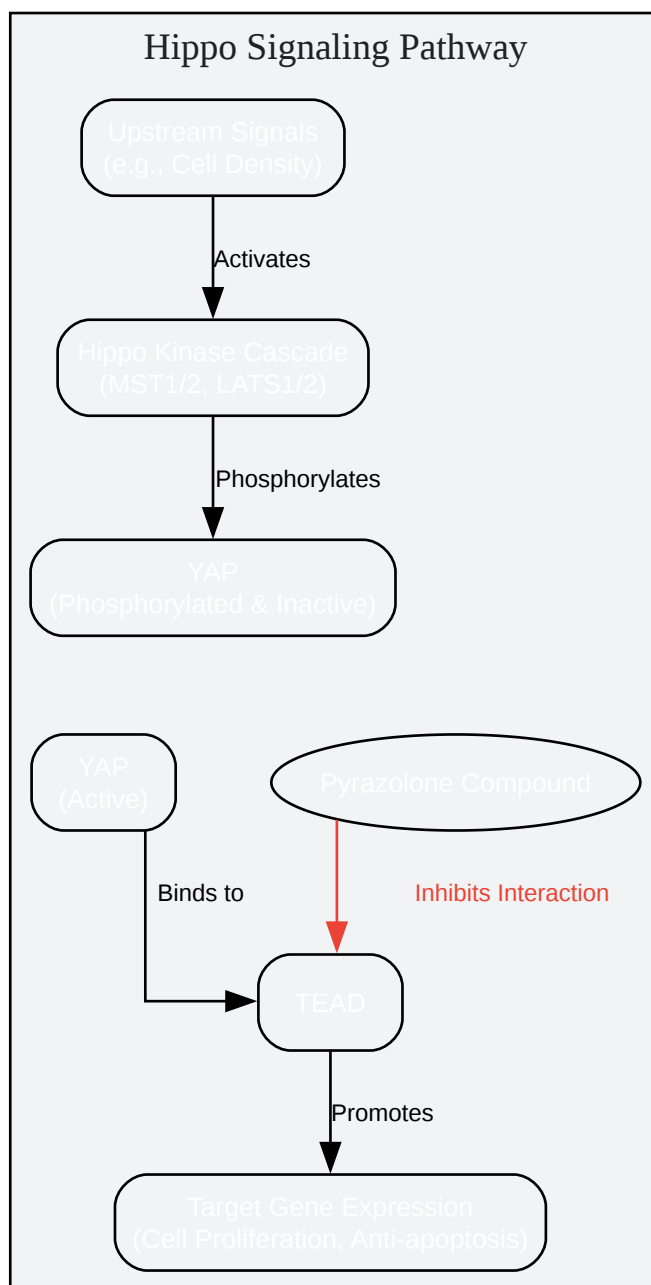 Hippo Signaling Pathway
Upstream Signals
(e.g., Cell Density)
Activates
Hippo Kinase Cascade
(MST1/2, LATS1/2)
Phosphorylates
YAP
(Phosphorylated & Inactive)
YAP
(Active)
Pyrazolone Compound
Binds to
Inhibits Interaction
TEAD
Promotes
Target Gene Expression
(Cell Proliferation, Anti-apoptosis)